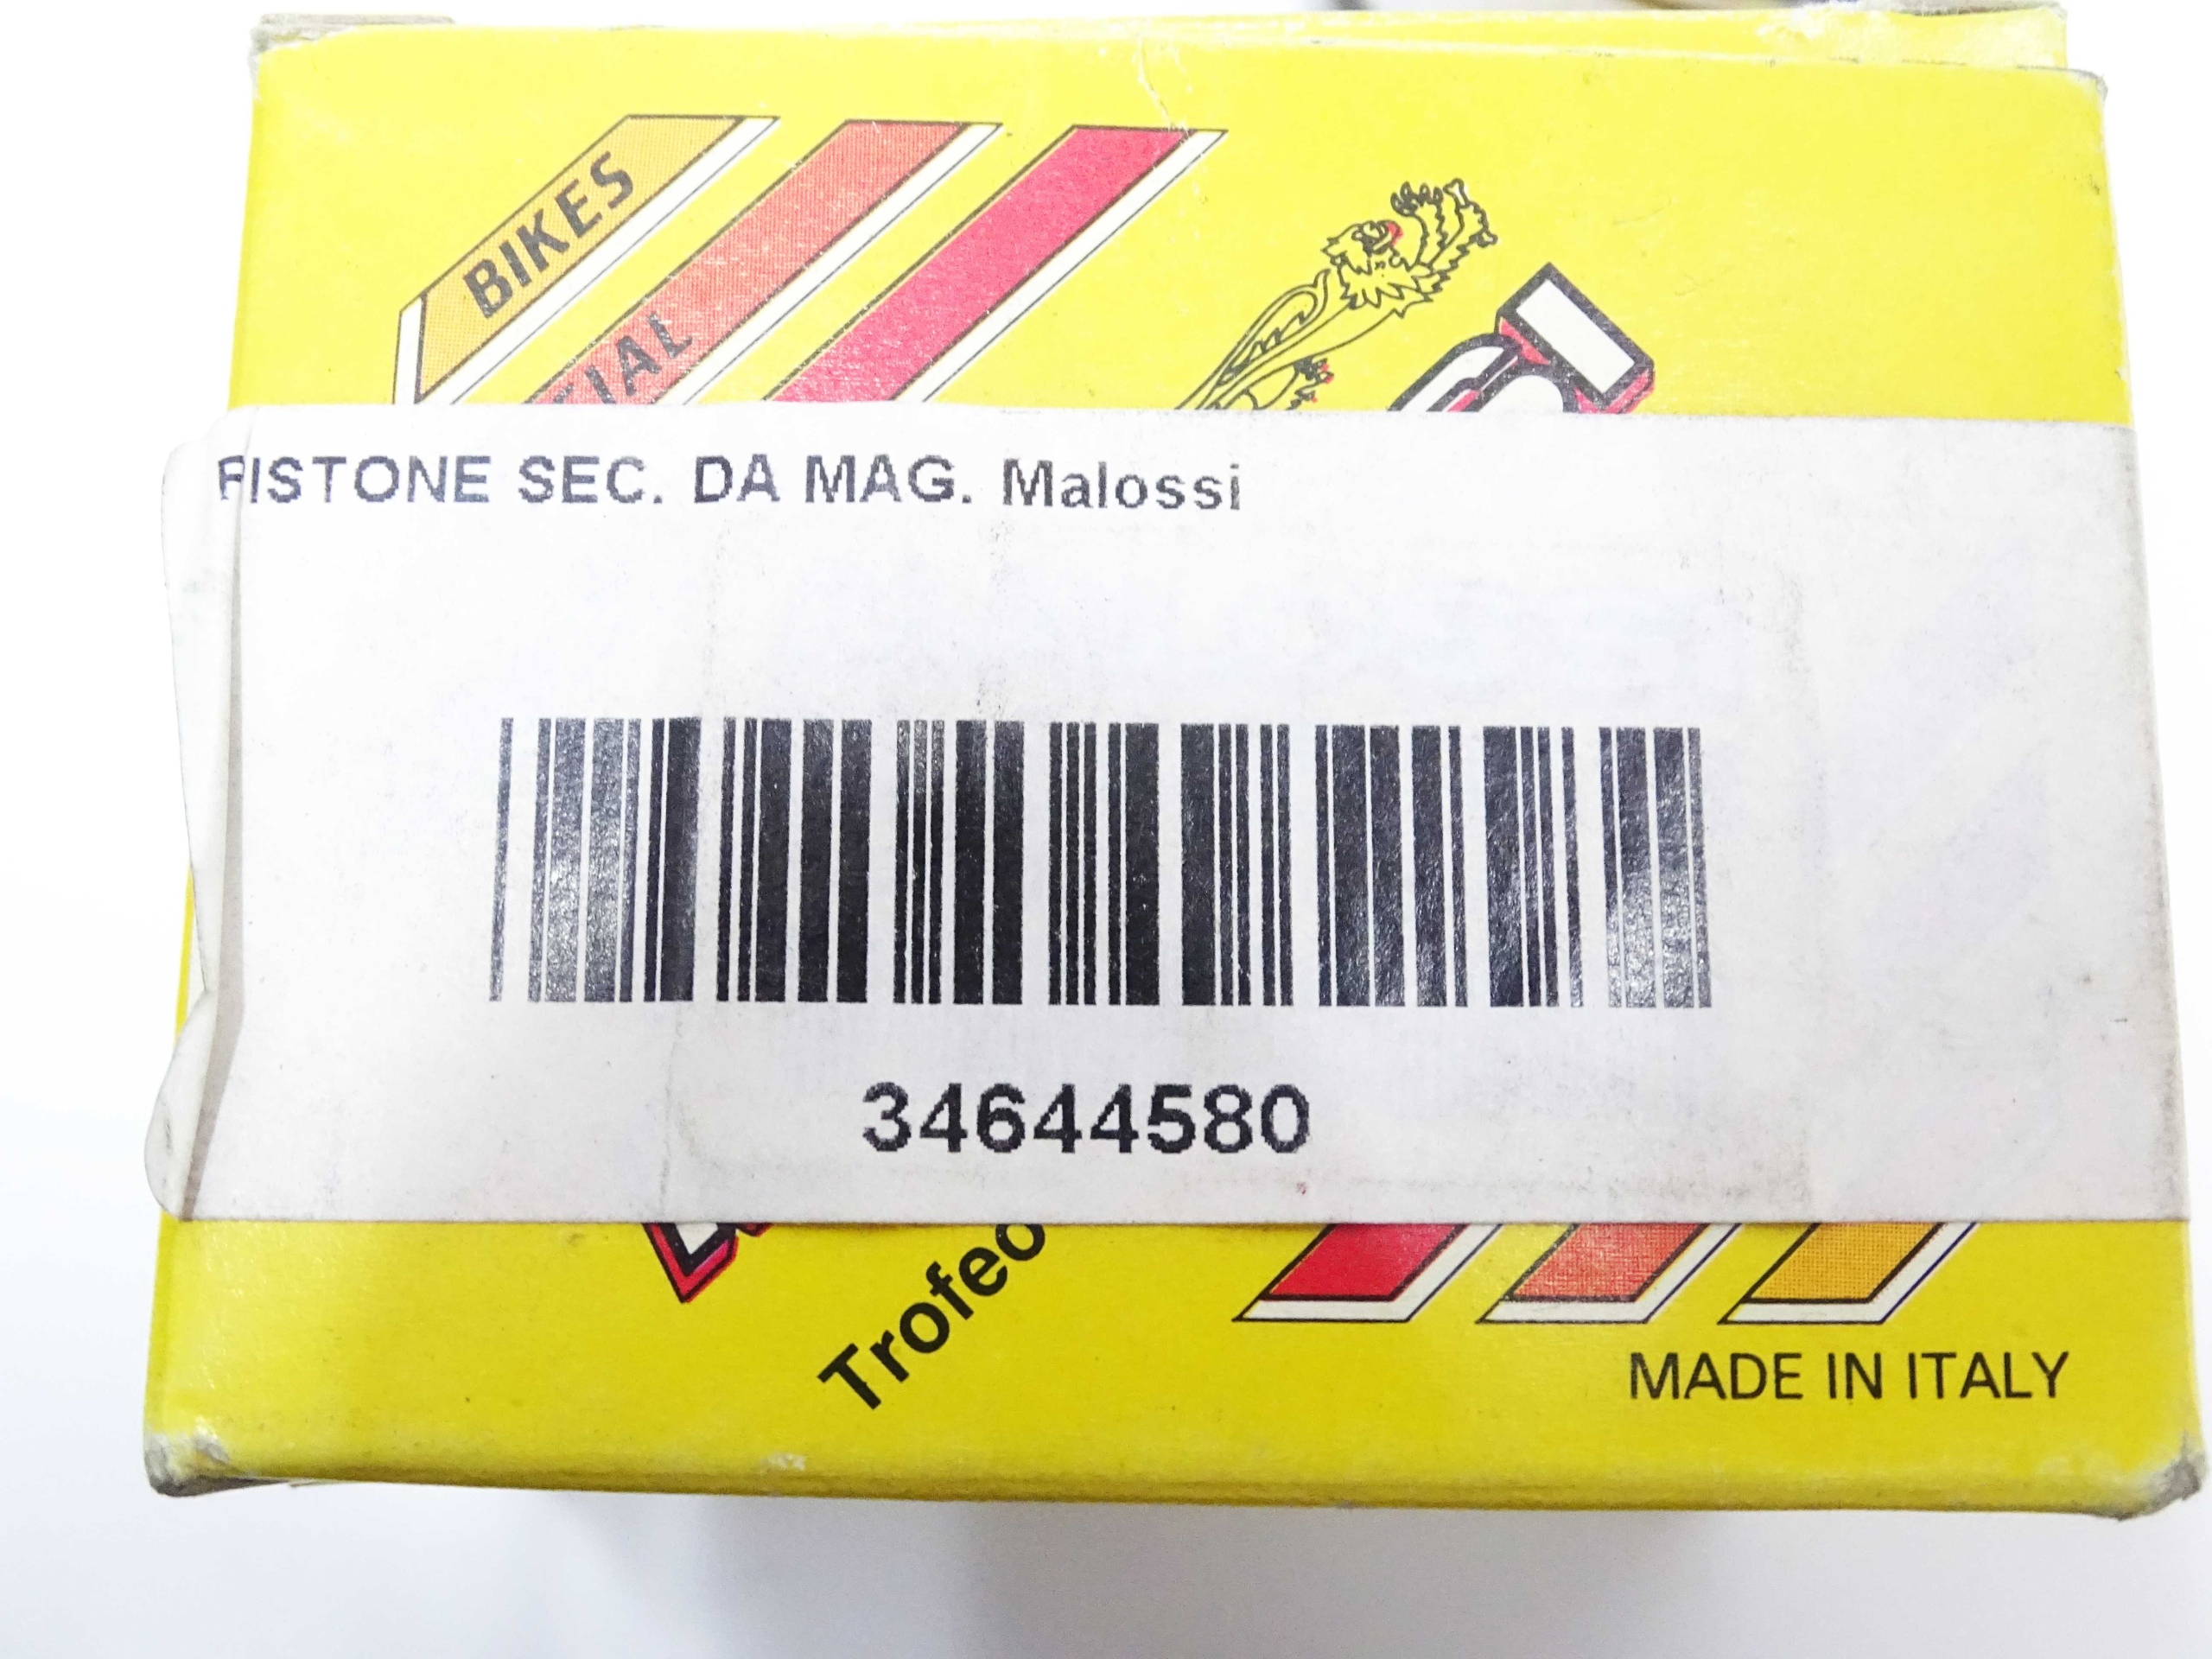 BIKES
PISTONE SEC. DA MAG. Malossi
34644580
Trofeo
MADE IN ITALY